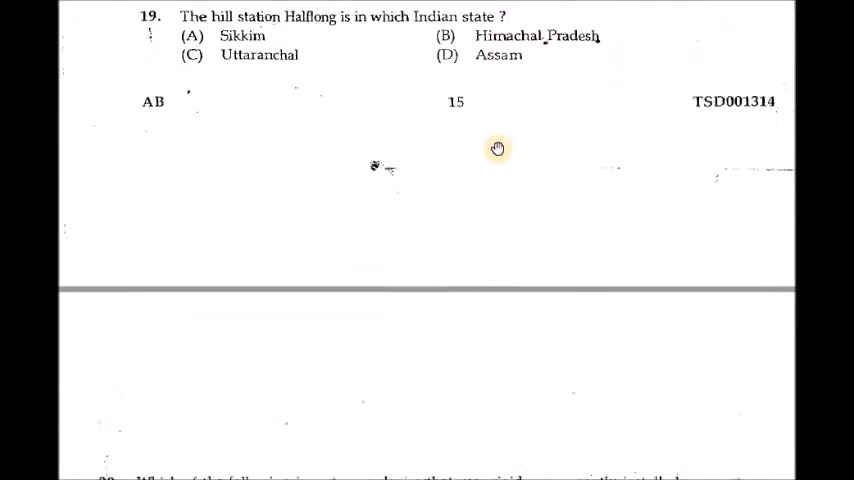 19. The hill station Halflong is in which Indian state ?
(A) Sikkim (B) Himachal Pradesh
(C) Uttaranchal (D) Assam
AB 15 TSD001314